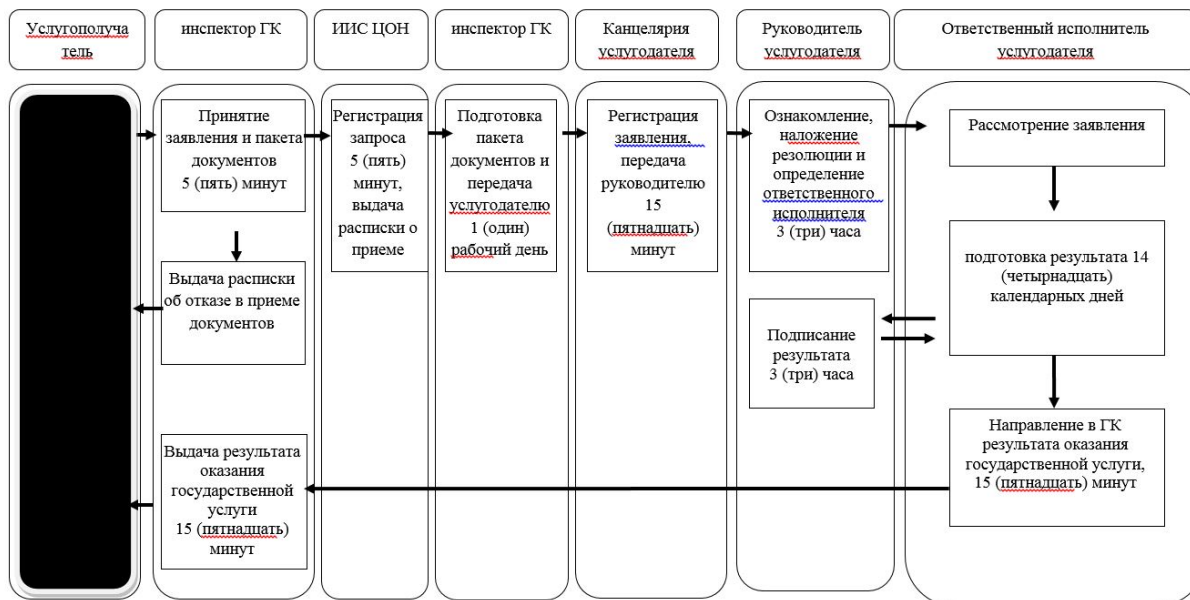 Услугополуча
тель
инспектор ГК
ИИС ЦОН
инспектор ГК
Канцелярия
услугодателя
Руководитель
услугодателя
Ответственный исполнитель
услугодателя
Принятие
заявления и пакета
документов
5 (пять) минут
Выдача расписки
об отказе в приеме
документов
Выдача результата
оказания
государственной
услуги
15 (пятнадцать)
минут
Регистрация
запроса
5 (пять)
минут,
выдача
расписки о
приеме
Подготовка
пакета
документов и
передача
услугодателю
1 (один)
рабочий день
Регистрация
заявления,
передача
руководителю
15
(пятнадцать)
минут
Ознакомление,
наложение
резолюции и
определение
ответственного
исполнителя
3 (три) часа
Подписание
результата
3 (три) часа
Рассмотрение заявления
подготовка результата 14
(четырнадцать)
календарных дней
Направление в ГК
результата оказания
государственной услуги,
15 (пятнадцать) минут